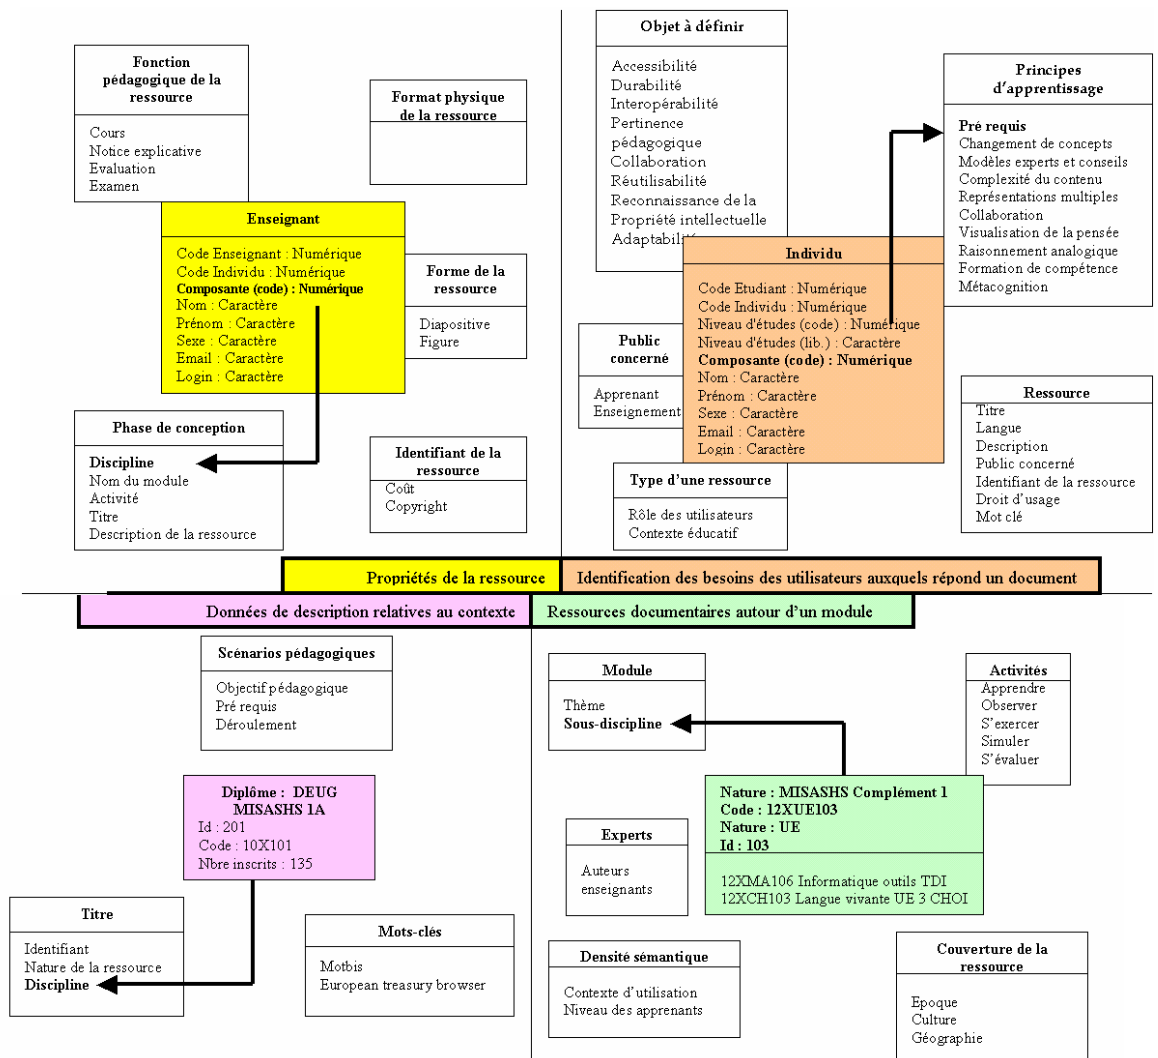 Fonction
pédagogique de la
ressource
Cours
Notice explicative
Evaluation
Examen
Format physique
de la ressource
Enseignant
Code Enseignant : Numérique
Code Individu : Numérique
Composante (code) : Numérique
Nom : Caractère
Prénom : Caractère
Sexe : Caractère
Email : Caractère
Login : Caractère
Forme de la
ressource
Diapositive
Figure
Phase de conception
Discipline
Nom du module
Activité
Titre
Description de la ressource
Identifiant de la
ressource
Coût
Copyright
Objet à définir
Accessibilité
Durabilité
Interopérabilité
Pertinence
pédagogique
Collaboration
Réutilisabilité
Reconnaissance de la
Propriété intellectuelle
Adaptabilité
Principes
d'apprentissage
Pré requis
Changement de concepts
Modèles experts et conseils
Complexité du contenu
Représentations multiples
Collaboration
Visualisation de la pensée
Raisonnement analogique
Formation de compétence
Métacognition
Individu
Code Etudiant : Numérique
Code Individu : Numérique
Niveau d'études (code) : Numérique
Niveau d'études (lib.) : Caractère
Composante (code) : Numérique
Nom : Caractère
Prénom : Caractère
Sexe : Caractère
Email : Caractère
Login : Caractère
Public
concerné
Apprenant
Enseignement
Ressource
Titre
Langue
Description
Public concerné
Identifiant de la ressource
Droit d'usage
Mot clé
Type d'une ressource
Rôle des utilisateurs
Contexte éducatif
Propriétés de la ressource
Identification des besoins des utilisateurs auxquels répond un document
Données de description relatives au contexte
Ressources documentaires autour d'un module
Scénarios pédagogiques
Objectif pédagogique
Pré requis
Déroulement
Diplôme : DEUG
MISASHS 1A
Id : 201
Code : 10X101
Nbre inscrits : 135
Titre
Identifiant
Nature de la ressource
Discipline
Mots-clés
Motbis
European treasury browser
Module
Thème
Sous-discipline
Activités
Apprendre
Observer
S'exercer
Simuler
S'évaluer
Nature : MISASHS Complément 1
Code : 12XUE103
Nature : UE
Id : 103
12XMA106 Informatique outils TDI
12XCH103 Langue vivante UE 3 CHOI
Experts
Auteurs
enseignants
Densité sémantique
Contexte d'utilisation
Niveau des apprenants
Couverture de la
ressource
Epoque
Culture
Géographie